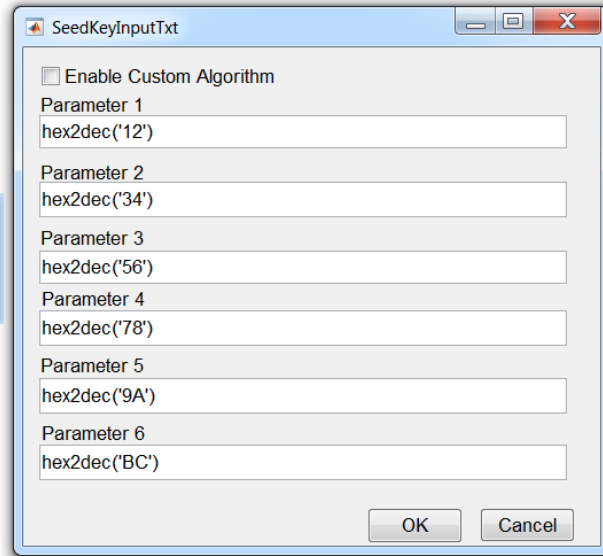 SeedKeyInputTxt
Enable Custom Algorithm
Parameter 1
hex2dec('12')
Parameter 2
hex2dec('34')
Parameter 3
hex2dec('56')
Parameter 4
hex2dec('78')
Parameter 5
hex2dec('9A')
Parameter 6
hex2dec('BC')
OK Cancel